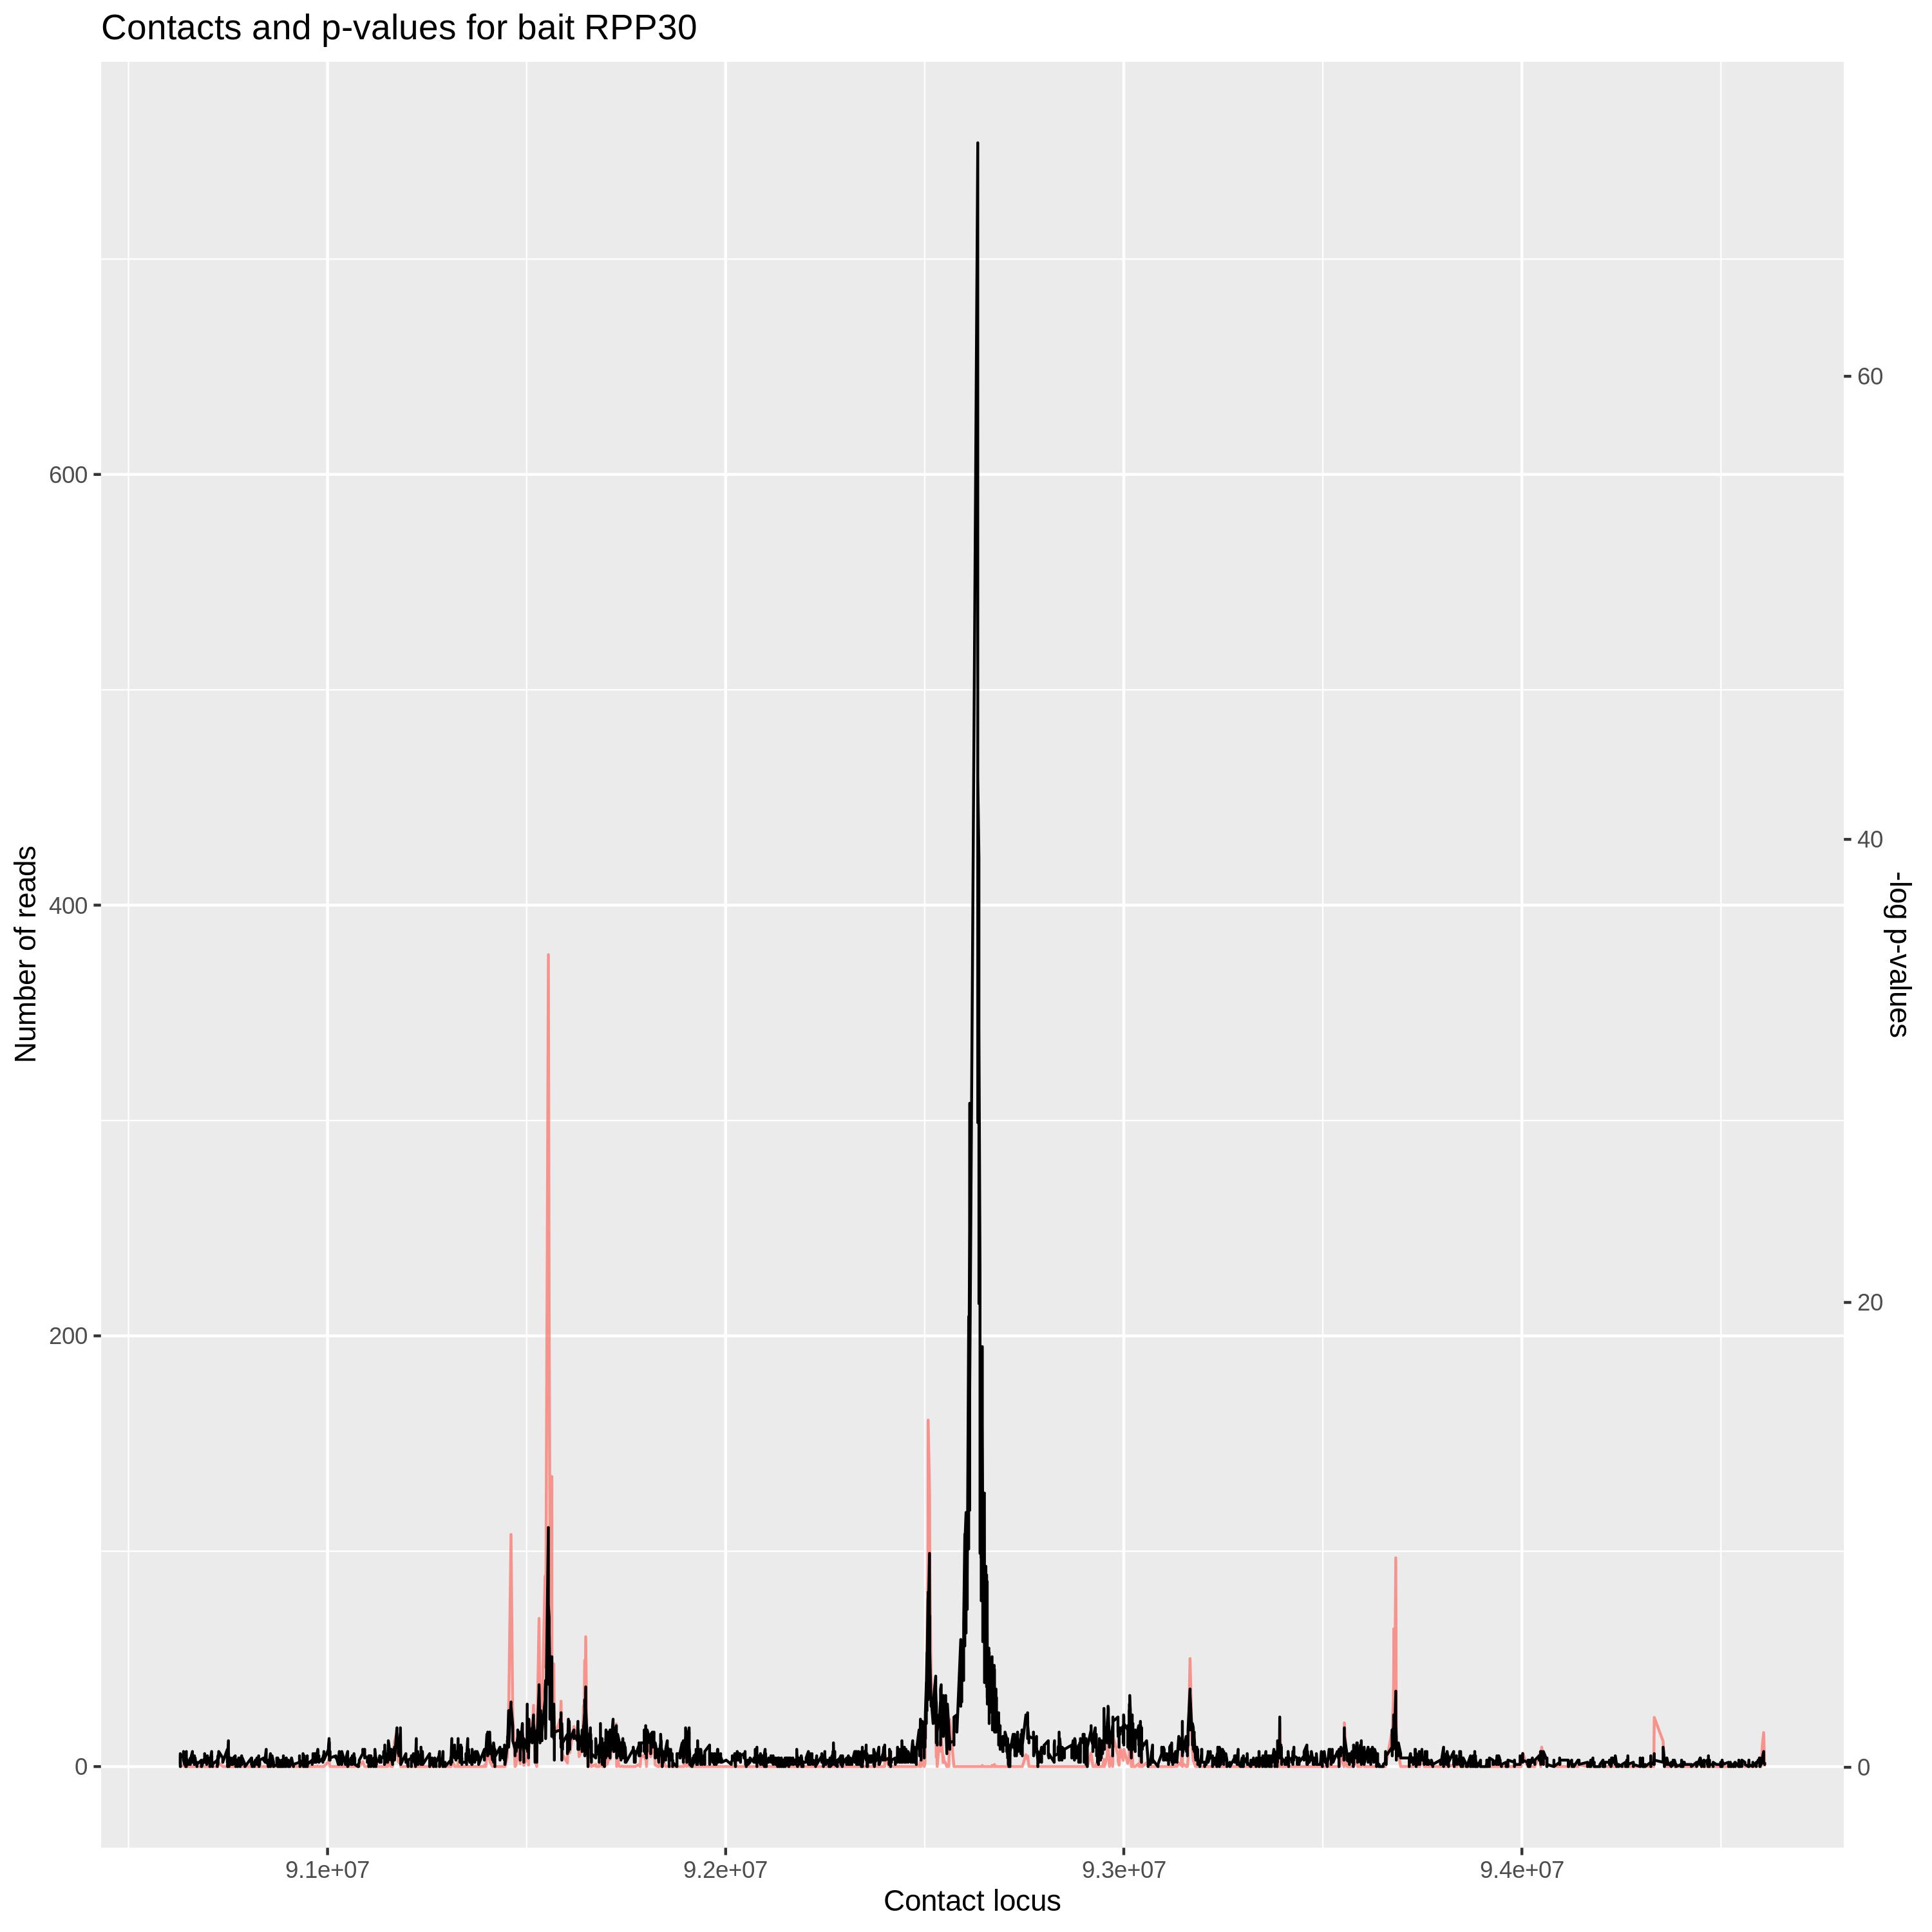 Contacts and p-values for bait RPP30
Number of reads
600
400
200
0
60
40
20
0
-log p-values
9.1e+07 9.2e+07 9.3e+07 9.4e+07
Contact locus